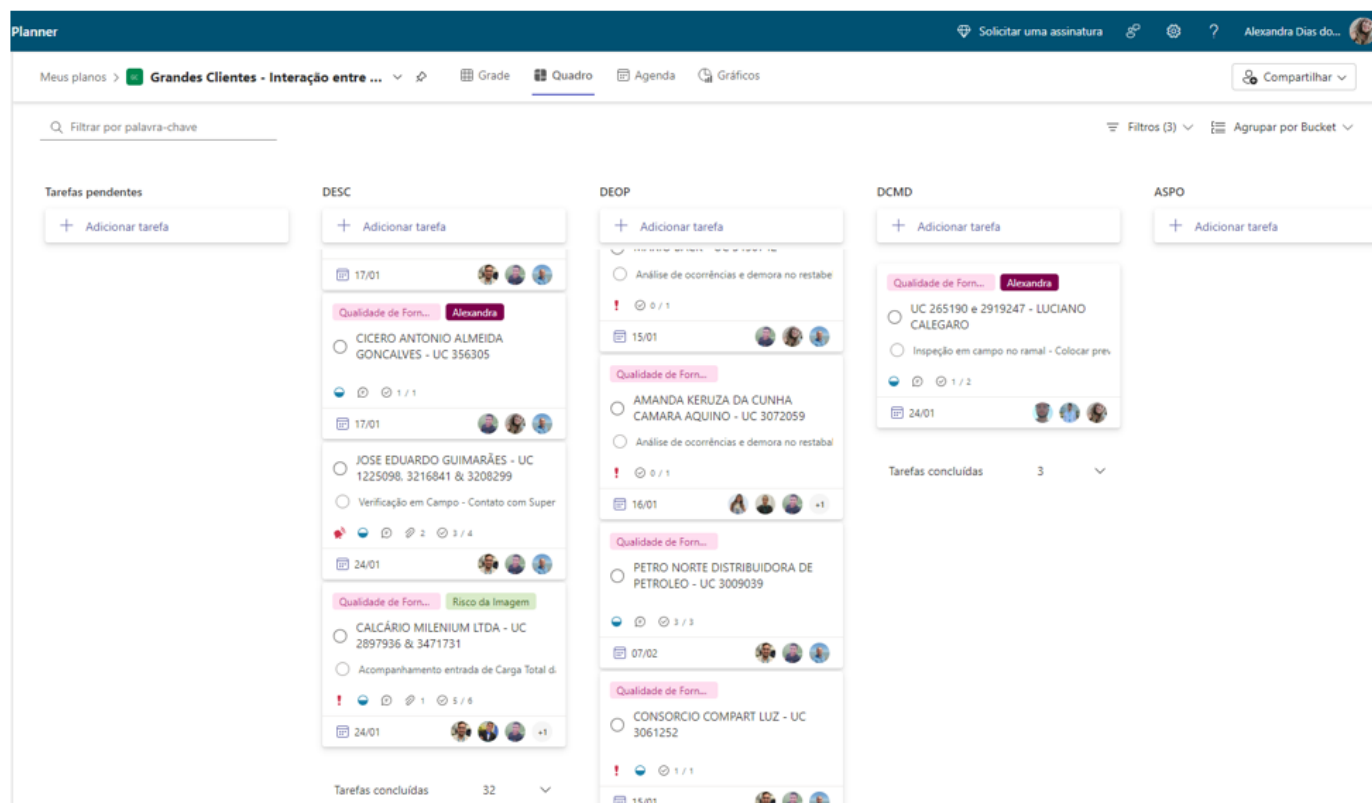 Planner
Solicitar uma assinatura
?
Alexandra Dias do...
Meus planos > Grandes Clientes - Interação entre ...
Grade
Quadro
Agenda
Gráficos
Compartilhar
Filtrar por palavra-chave
Filtros (3)
Agrupar por Bucket
Tarefas pendentes
+ Adicionar tarefa
DESC
+ Adicionar tarefa
17/01
Qualidade de Forn...
Alexandra
CICERO ANTONIO ALMEIDA
GONCALVES - UC 356305
1 / 1
17/01
JOSE EDUARDO GUIMARÃES - UC
1225098, 3216841 & 3208299
Verificação em Campo - Contato com Super
2
3 / 4
24/01
Qualidade de Forn...
Risco da Imagem
CALCÁRIO MILENIUM LTDA - UC
2897936 & 3471731
Acompanhamento entrada de Carga Total d
1
5 / 6
24/01
+1
Tarefas concluídas
32
DEOP
+ Adicionar tarefa
Análise de ocorrências e demora no restabe
0 / 1
15/01
Qualidade de Forn...
AMANDA KERUZA DA CUNHA
CAMARA AQUINO - UC 3072059
Análise de ocorrências e demora no restabal
0 / 1
16/01
+1
Qualidade de Forn...
PETRO NORTE DISTRIBUIDORA DE
PETROLEO - UC 3009039
3 / 3
07/02
Qualidade de Forn...
CONSORCIO COMPART LUZ - UC
3061252
1 / 1
15/01
DCMD
+ Adicionar tarefa
Qualidade de Forn...
Alexandra
UC 265190 e 2919247 - LUCIANO
CALEGARO
Inspeção em campo no ramal - Colocar prev
1 / 2
24/01
Tarefas concluídas
3
ASPO
+ Adicionar tarefa